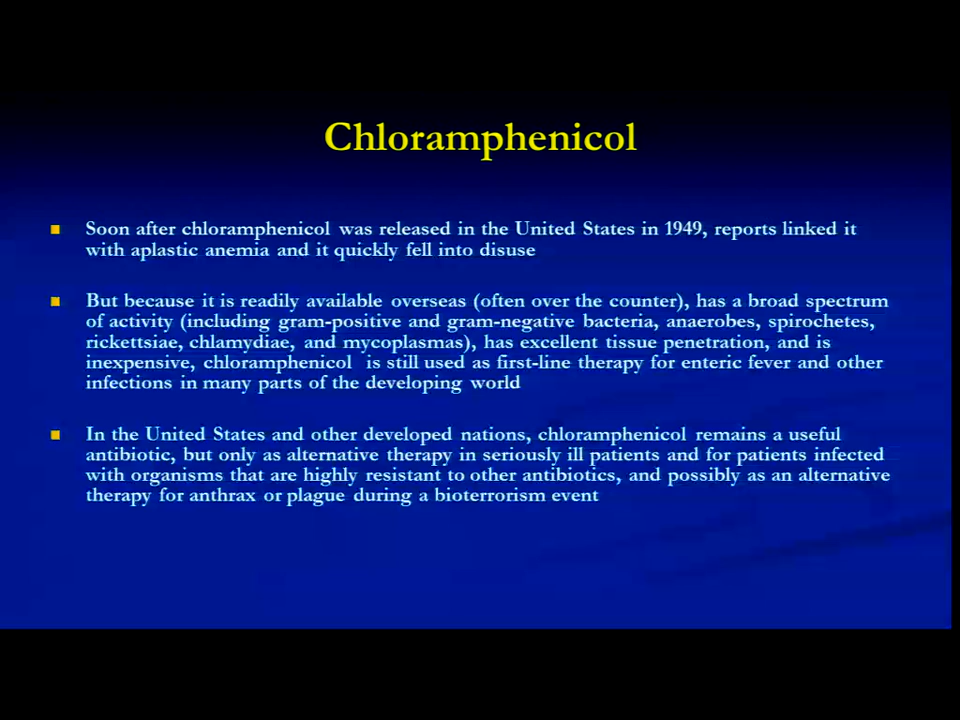 Chloramphenicol
Soon after chloramphenicol was released in the United States in 1949, reports linked it
with aplastic anemia and it quickly fell into disuse
But because it is readily available overseas (often over the counter), has a broad spectrum
of activity (including gram-positive and gram-negative bacteria, anaerobes, spirochetes,
rickettsiae, chlamydiae, and mycoplasmas), has excellent tissue penetration, and is
inexpensive, chloramphenicol is still used as first-line therapy for enteric fever and other
infections in many parts of the developing world
In the United States and other developed nations, chloramphenicol remains a useful
antibiotic, but only as alternative therapy in seriously ill patients and for patients infected
with organisms that are highly resistant to other antibiotics, and possibly as an alternative
therapy for anthrax or plague during a bioterrorism event